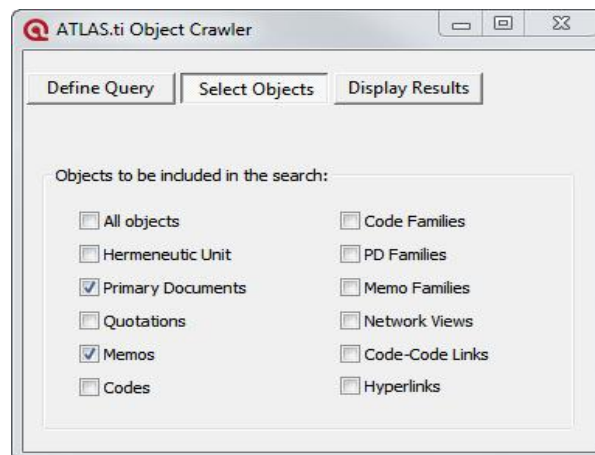 ATLAS.ti Object Crawler
Define Query Select Objects Display Results
Objects to be included in the search:
All objects Code Families
Hermeneutic Unit PD Families
Primary Documents Memo Families
Quotations Network Views
Memos Code-Code Links
Codes Hyperlinks